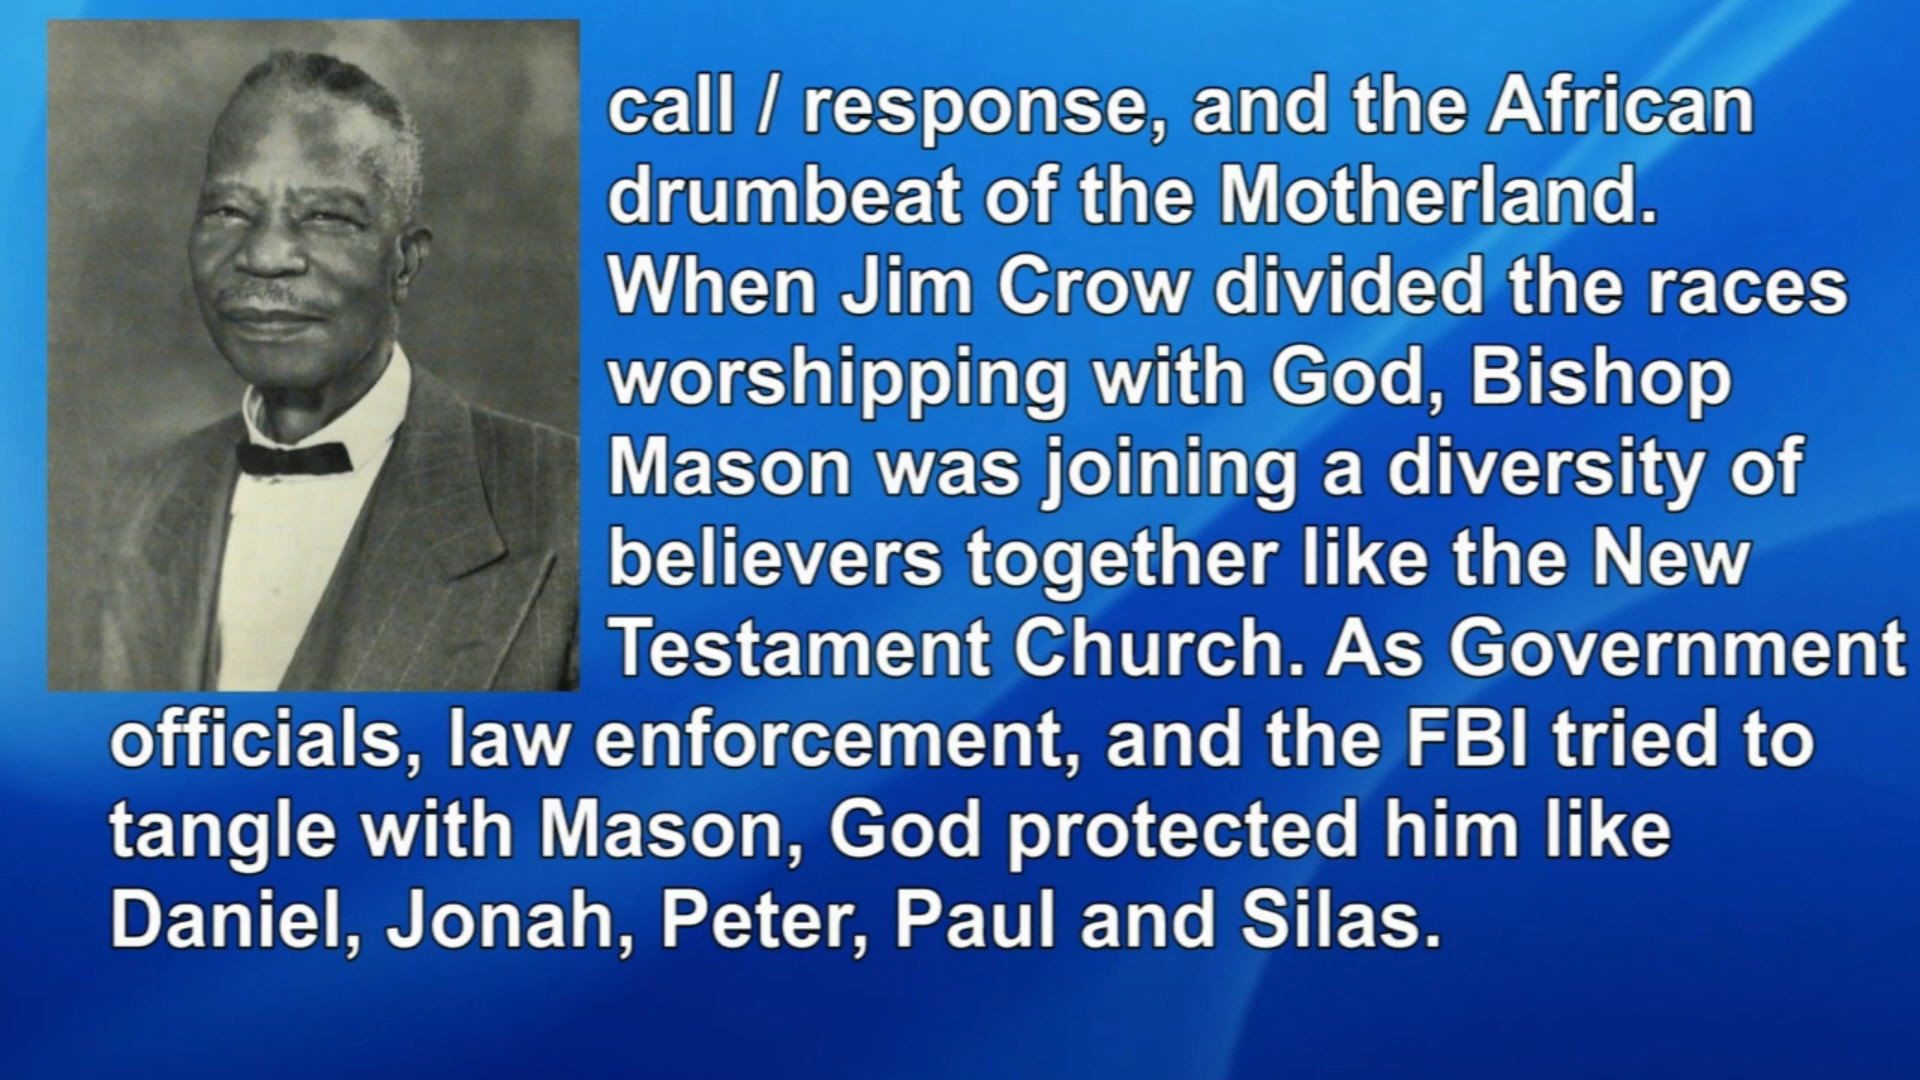 call / response, and the African
drumbeat of the Motherland.
When Jim Crow divided the races
worshipping with God, Bishop
Mason was joining a diversity of
believers together like the New
Testament Church. As Government
officials, law enforcement, and the FBI tried to
tangle with Mason, God protected him like
Daniel, Jonah, Peter, Paul and Silas.